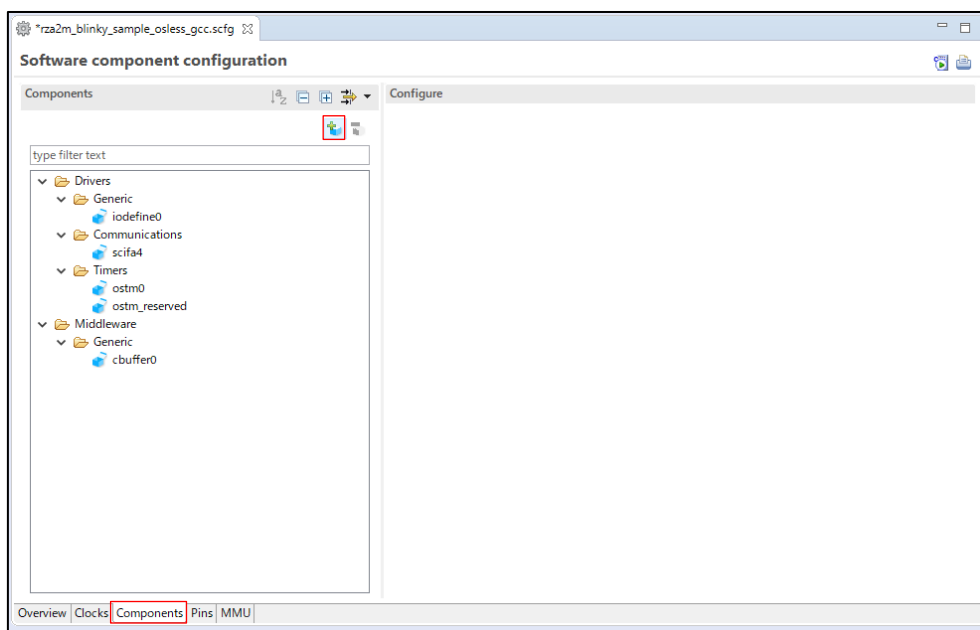 *rza2m_blinky_sample_osless_gcc.scfg
Software component configuration
Components
Configure
type filter text
Drivers
Generic
iodefine0
Communications
scifa4
Timers
ostm0
ostm_reserved
Middleware
Generic
cbuffer0
Overview Clocks Components Pins MMU